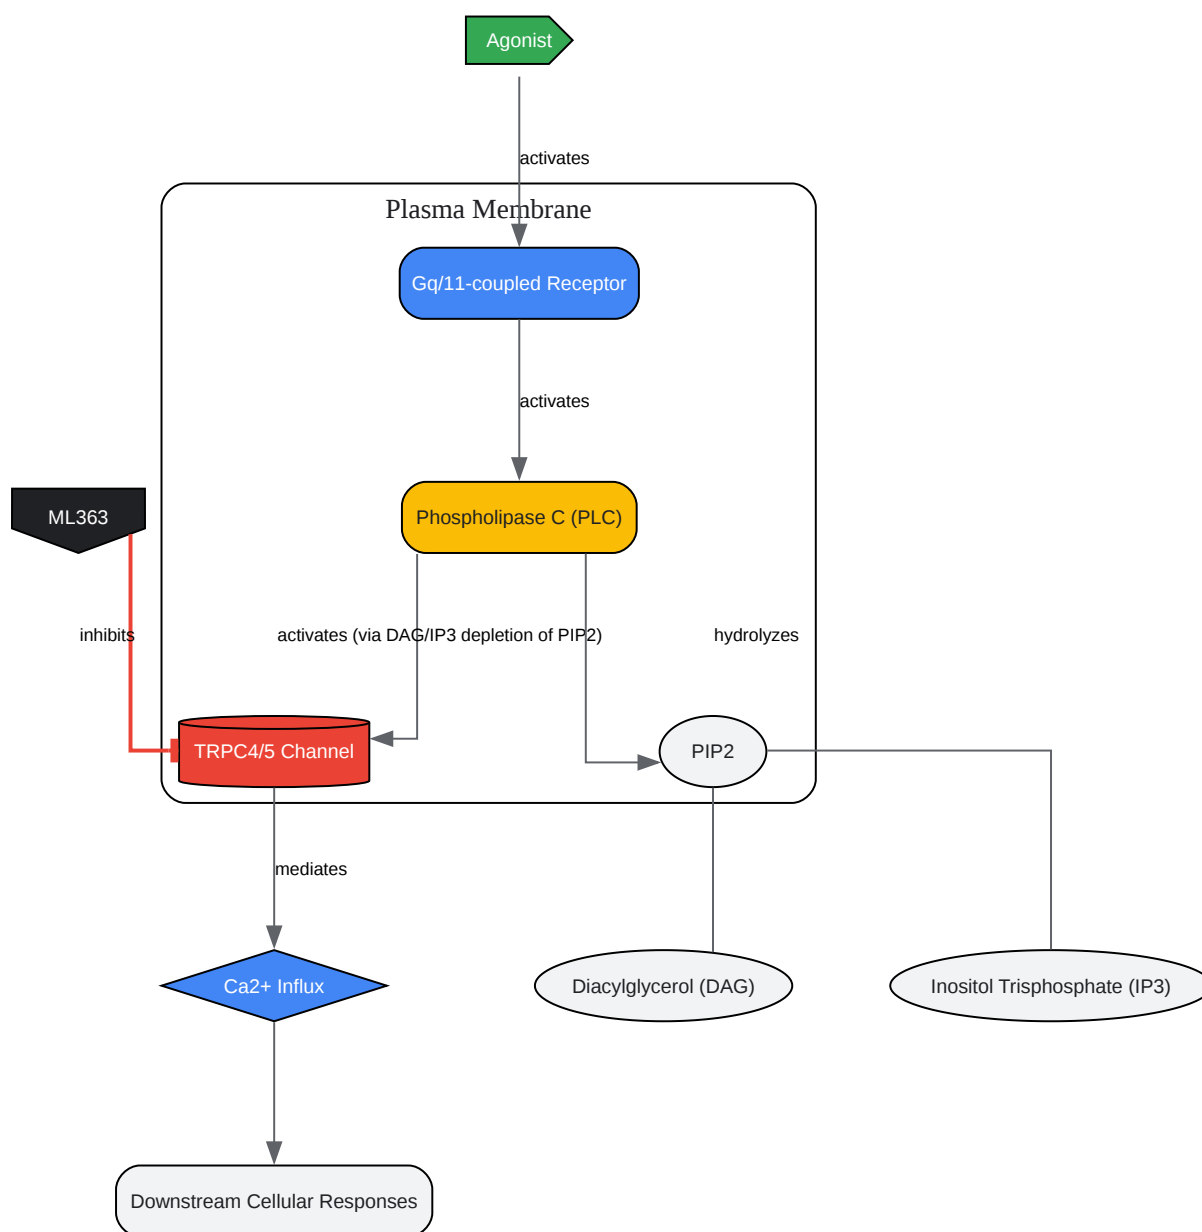 Agonist
activates
Plasma Membrane
Gq/11-coupled Receptor
activates
Phospholipase C (PLC)
ML363
inhibits
activates (via DAG/IP3 depletion of PIP2)
hydrolyzes
TRPC4/5 Channel
PIP2
mediates
Ca2+ Influx
Diacylglycerol (DAG)
Inositol Trisphosphate (IP3)
Downstream Cellular Responses